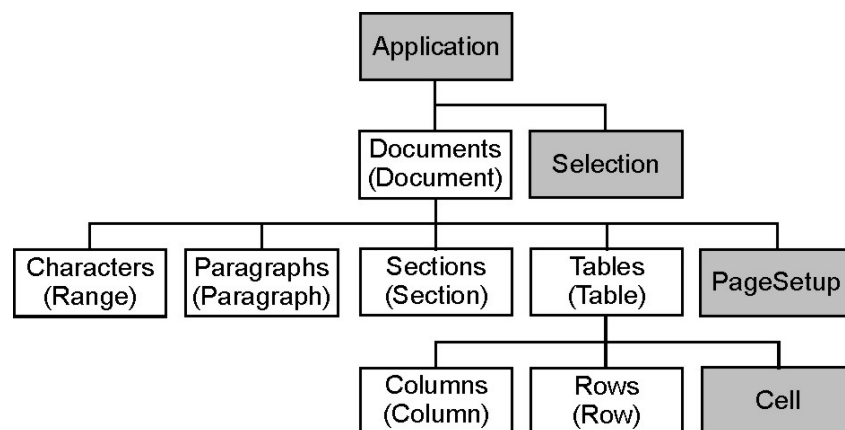 Application
Documents
(Document)
Selection
Characters
(Range)
Paragraphs
(Paragraph)
Sections
(Section)
Tables
(Table)
PageSetup
Columns
(Column)
Rows
(Row)
Cell